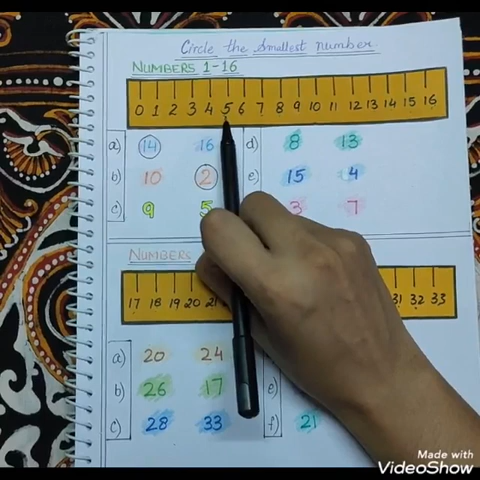 Circle the smallest number
NUMBERS 1-16
0 1 2 3 4 5 6 7 8 9 10 11 12 13 14 15 16
a) 14 16 d) 8 13
b) 10 2 e) 15 4
c) 9 5 3 7
NUMBERS
17 18 19 20 21 31 32 33
a) 20 24
b) 26 17 e)
c) 28 33 f) 21
Made with
VideoShow